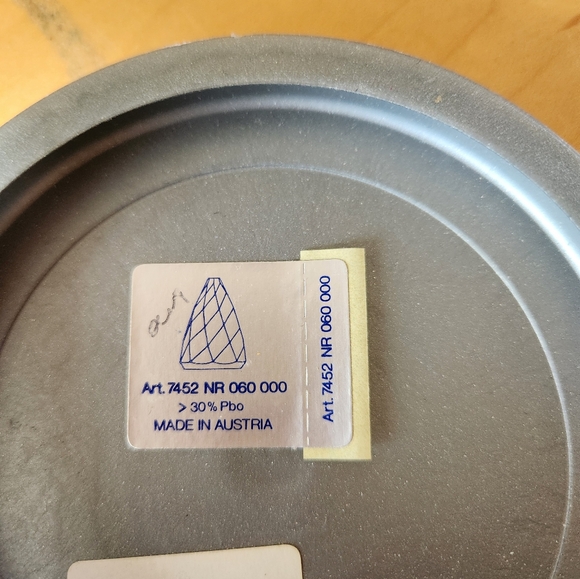 Art. 7452 NR 060 000
> 30% Pbo
MADE IN AUSTRIA
Art. 7452 NR 060 000